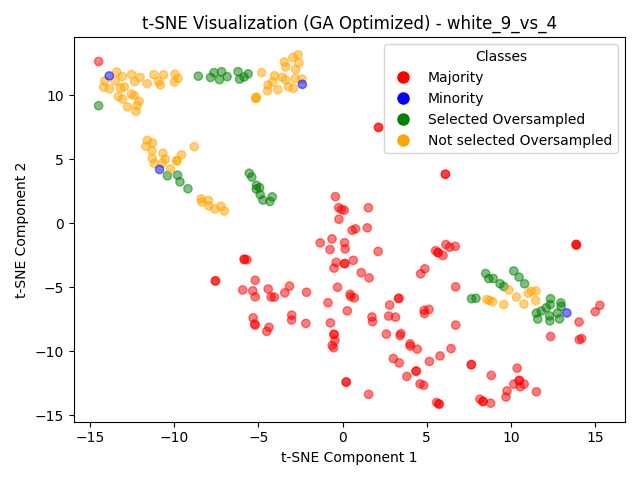 t-SNE Visualization (GA Optimized) - white_9_vs_4
Classes
Majority
Minority
Selected Oversampled
Not selected Oversampled
t-SNE Component 2
10
5
0
−5
−10
−15
−15
−10
−5
0
5
10
15
t-SNE Component 1